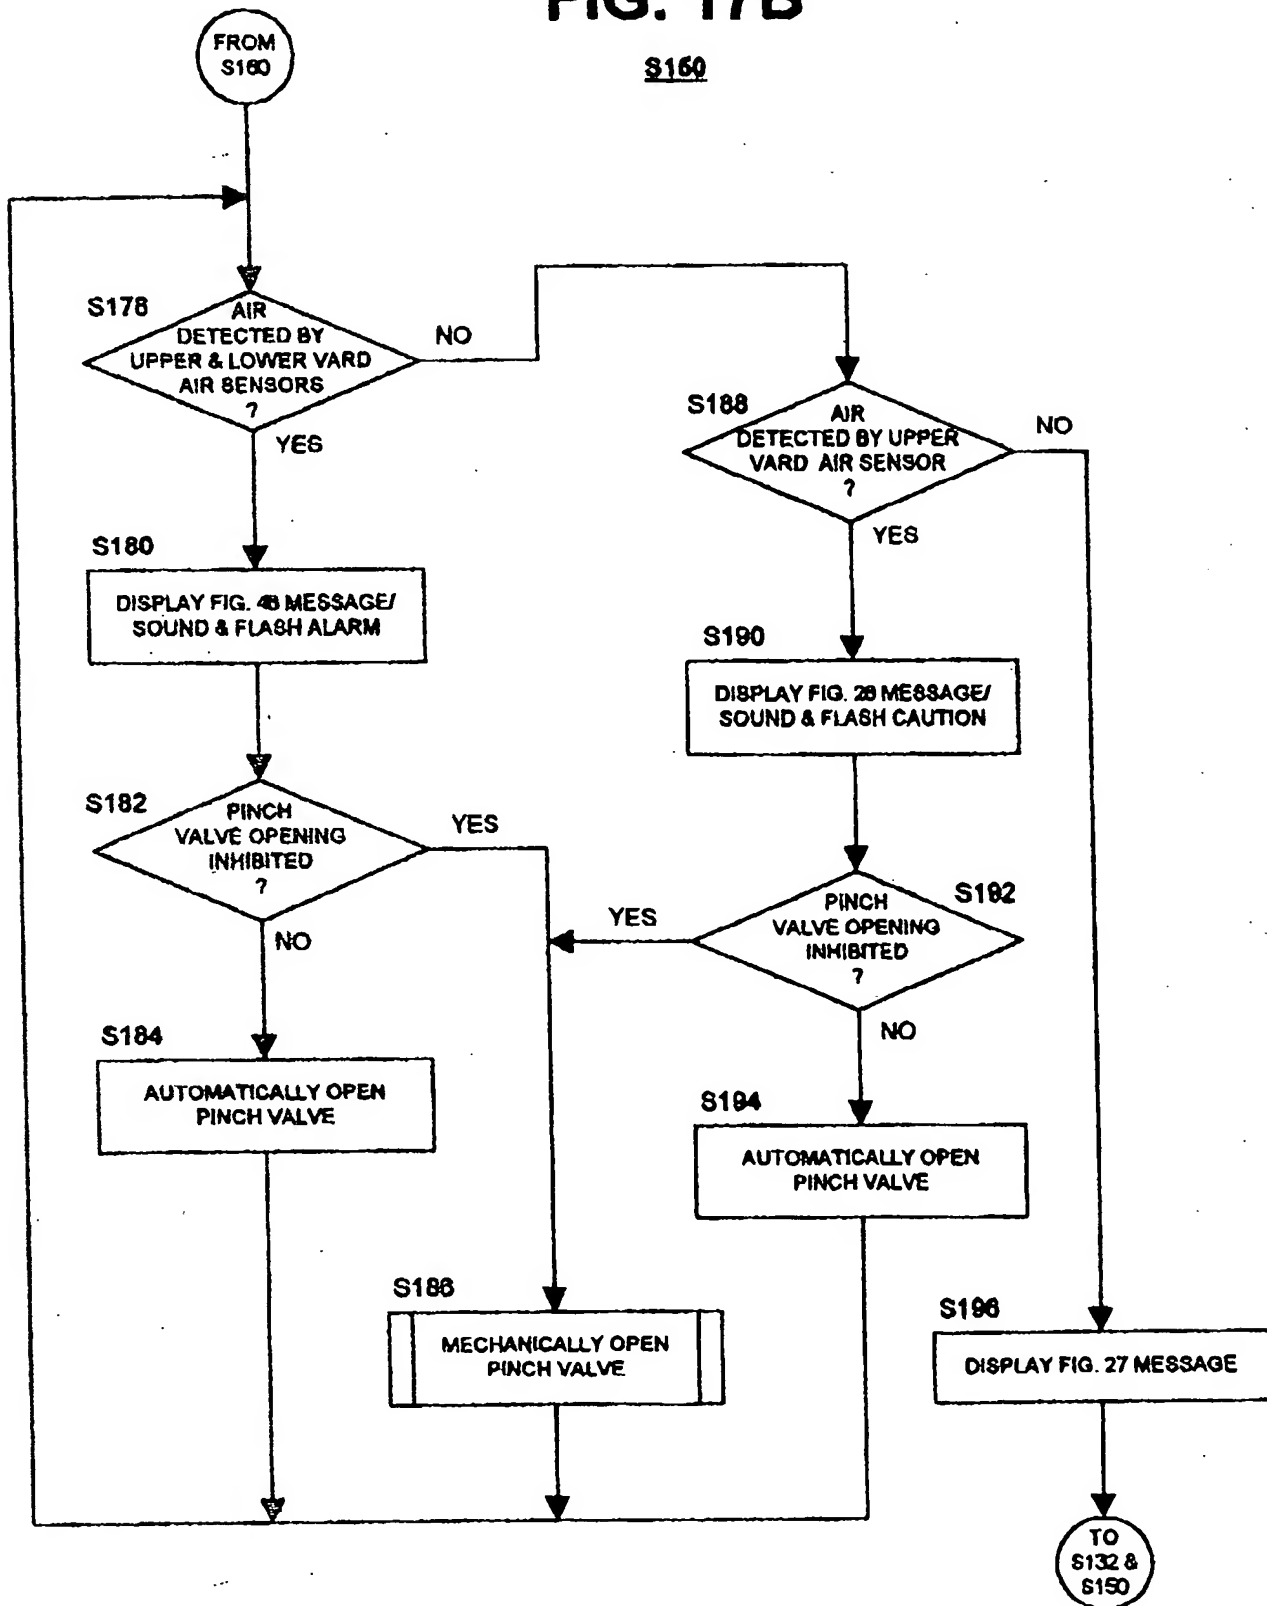 FIG. 17B
S150
FROM
S160
S178
AIR
DETECTED BY
UPPER & LOWER VARD
AIR SENSORS
?
NO
YES
S188
AIR
DETECTED BY UPPER
VARD AIR SENSOR
?
NO
YES
S180
DISPLAY FIG. 46 MESSAGE/
SOUND & FLASH ALARM
S190
DISPLAY FIG. 28 MESSAGE/
SOUND & FLASH CAUTION
S182
PINCH
VALVE OPENING
INHIBITED
?
YES
NO
S192
PINCH
VALVE OPENING
INHIBITED
?
YES
NO
S184
AUTOMATICALLY OPEN
PINCH VALVE
S194
AUTOMATICALLY OPEN
PINCH VALVE
S186
MECHANICALLY OPEN
PINCH VALVE
S196
DISPLAY FIG. 27 MESSAGE
TO
S132 &
S150